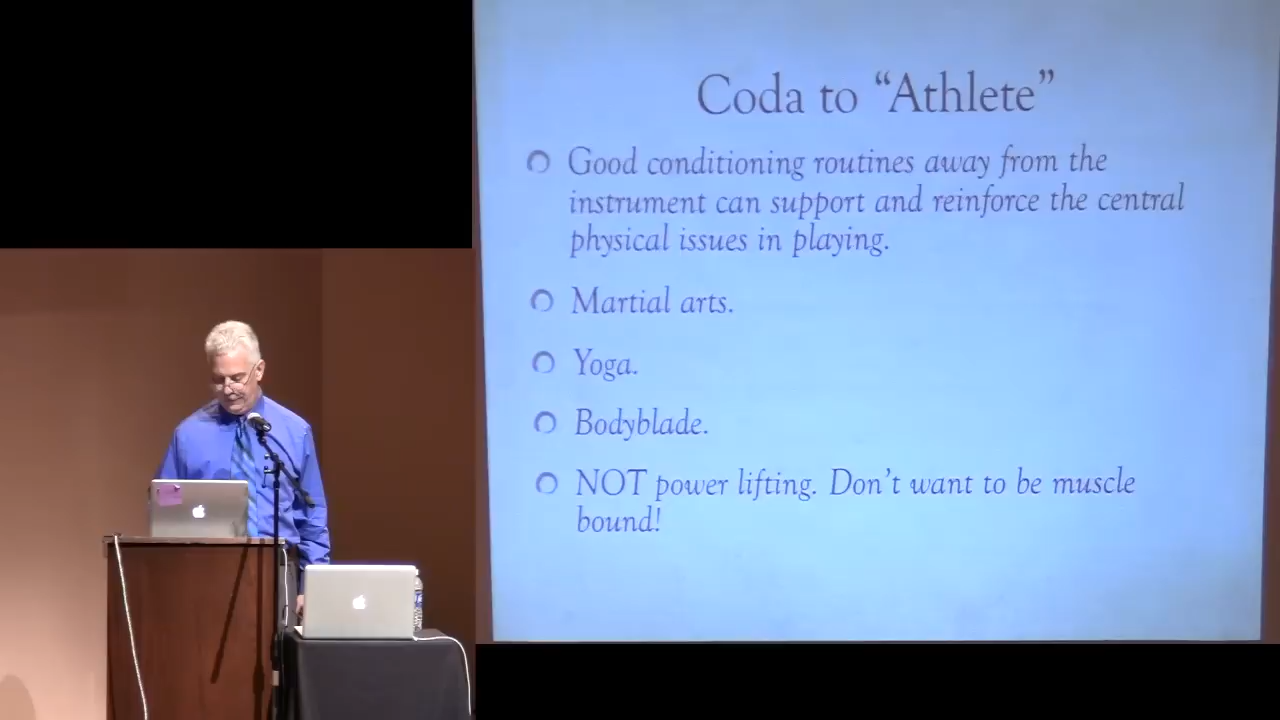 Coda to “Athlete”
Good conditioning routines away from the
instrument can support and reinforce the central
physical issues in playing.
Martial arts.
Yoga.
Bodyblade.
NOT power lifting. Don’t want to be muscle
bound!